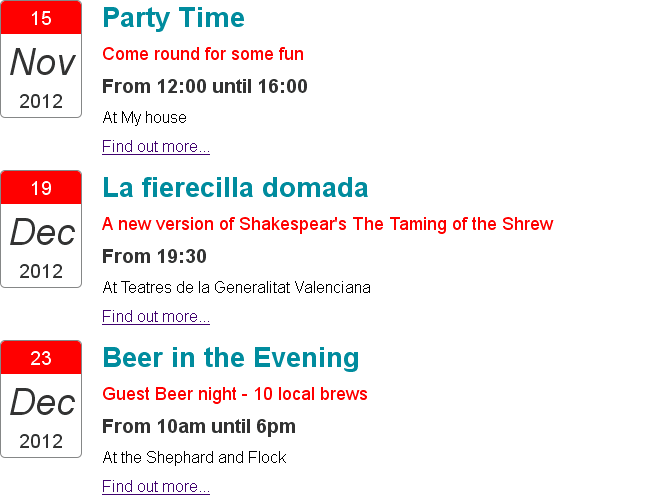 15
Nov
2012
Party Time
Come round for some fun
From 12:00 until 16:00
At My house
Find out more...
19
Dec
2012
La fierecilla domada
A new version of Shakespear's The Taming of the Shrew
From 19:30
At Teatres de la Generalitat Valenciana
Find out more...
23
Dec
2012
Beer in the Evening
Guest Beer night - 10 local brews
From 10am until 6pm
At the Shephard and Flock
Find out more...